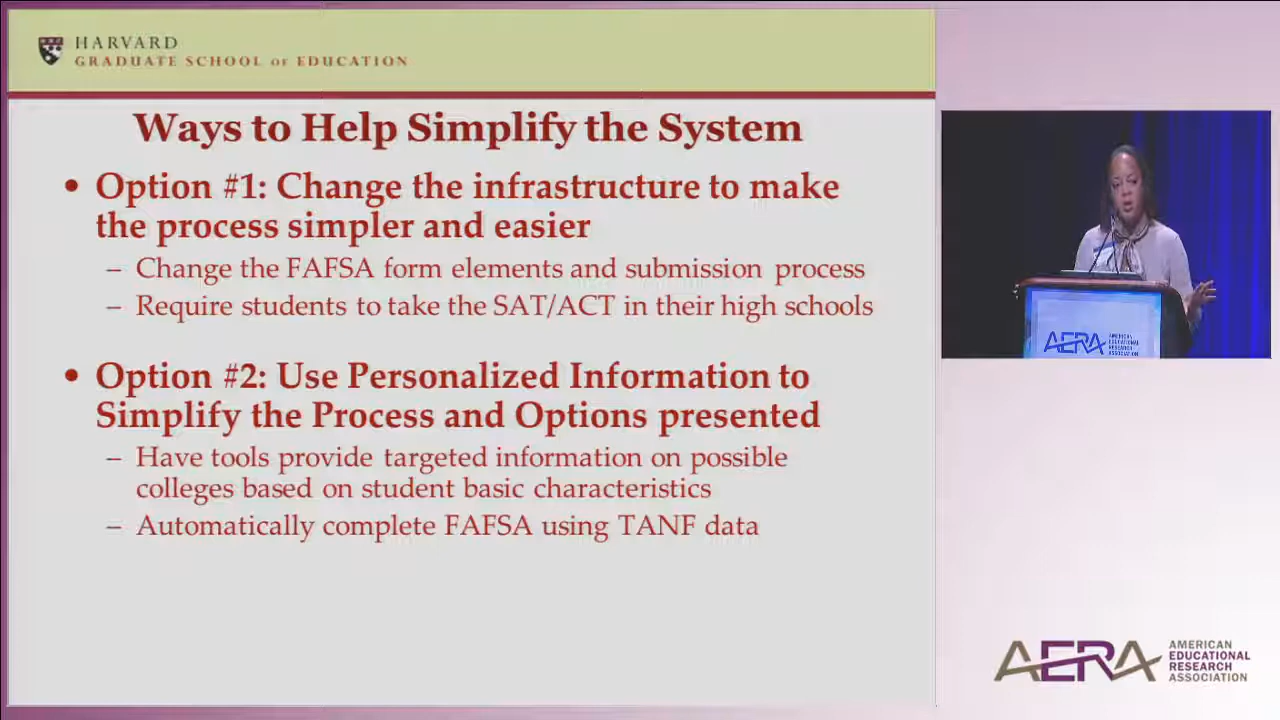 HARVARD
GRADUATE SCHOOL OF EDUCATION
Ways to Help Simplify the System
• Option #1: Change the infrastructure to make
the process simpler and easier
– Change the FAFSA form elements and submission process
– Require students to take the SAT/ACT in their high schools
• Option #2: Use Personalized Information to
Simplify the Process and Options presented
– Have tools provide targeted information on possible
colleges based on student basic characteristics
– Automatically complete FAFSA using TANF data
AERA
AMERICAN
EDUCATIONAL
RESEARCH
ASSOCIATION
AERA
AMERICAN
EDUCATIONAL
RESEARCH
ASSOCIATION